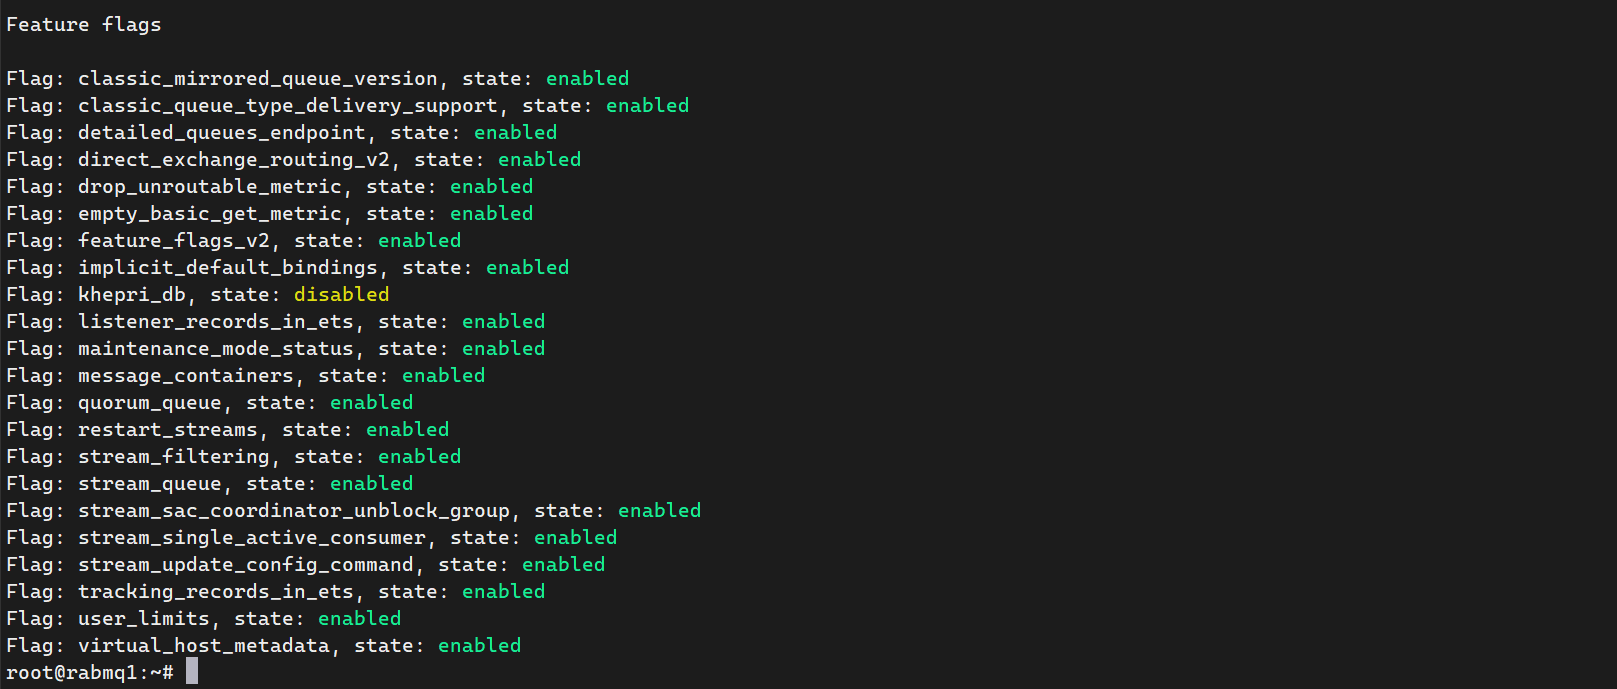 Feature flags
Flag: classic_mirrored_queue_version, state: enabled
Flag: classic_queue_type_delivery_support, state: enabled
Flag: detailed_queues_endpoint, state: enabled
Flag: direct_exchange_routing_v2, state: enabled
Flag: drop_unroutable_metric, state: enabled
Flag: empty_basic_get_metric, state: enabled
Flag: feature_flags_v2, state: enabled
Flag: implicit_default_bindings, state: enabled
Flag: khepri_db, state: disabled
Flag: listener_records_in_ets, state: enabled
Flag: maintenance_mode_status, state: enabled
Flag: message_containers, state: enabled
Flag: quorum_queue, state: enabled
Flag: restart_streams, state: enabled
Flag: stream_filtering, state: enabled
Flag: stream_queue, state: enabled
Flag: stream_sac_coordinator_unblock_group, state: enabled
Flag: stream_single_active_consumer, state: enabled
Flag: stream_update_config_command, state: enabled
Flag: tracking_records_in_ets, state: enabled
Flag: user_limits, state: enabled
Flag: virtual_host_metadata, state: enabled
root@rabmq1:~#